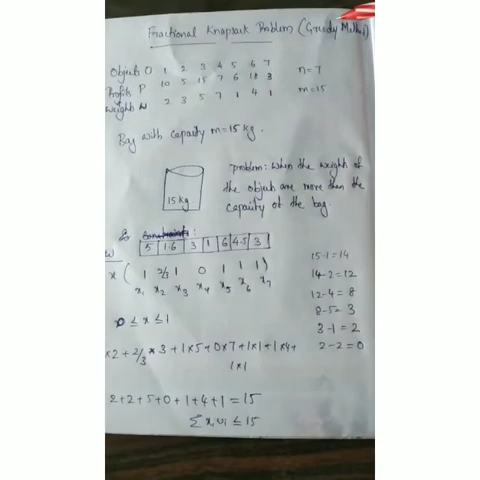 Fractional Knapsack Problem (Greedy Method)
Objects O 1 2 3 4 5 6 7 n=7
Profits P 10 5 15 7 6 18 3
Weights W 2 3 5 7 1 4 1 m=15
Bag with capacity m=15 kg.
problem: when the weight of
the objects are more than the
capacity of the bag.
15 kg
5 1.6 3 1 6 4.5 3
x ( 1 2/3 1 0 1 1 1 )
x₁ x₂ x₃ x₄ x₅ x₆ x₇
15-1=14
14-2=12
12-4=8
8-5=3
3-1=2
2-2=0
0 ≤ x ≤ 1
×2+2/3*3+1×5+0×7+1×1+1×4+
1×1
2+2+5+0+1+4+1=15
∑ xᵢwᵢ ≤ 15